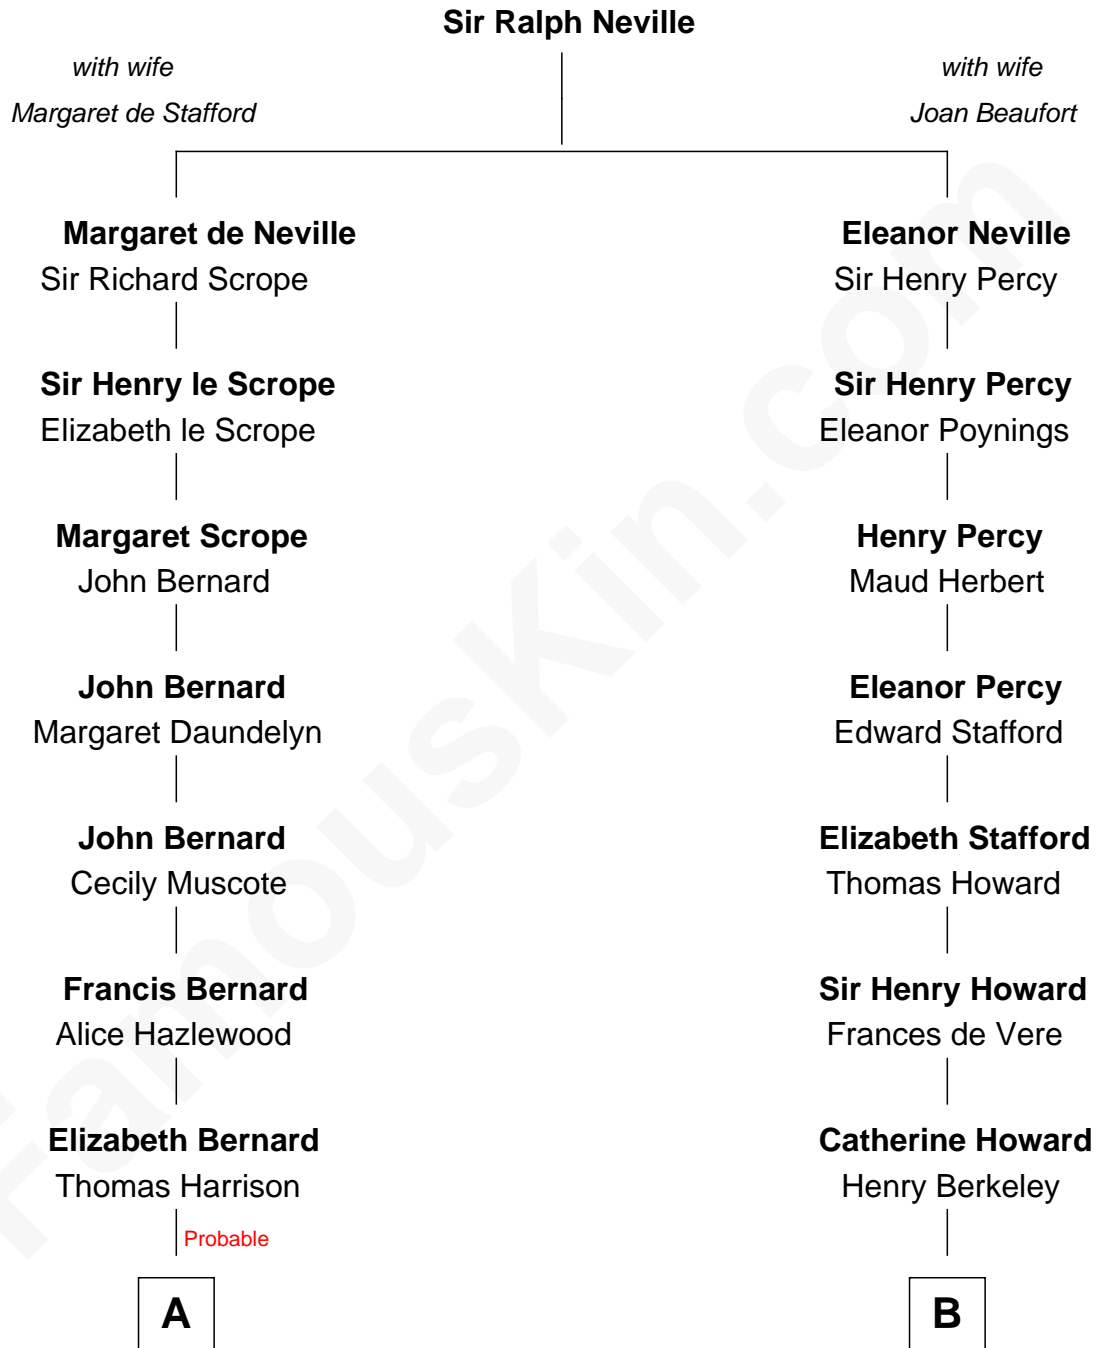 Sir Ralph Neville
with wife
Margaret de Stafford
with wife
Joan Beaufort
Margaret de Neville
Sir Richard Scrope
Eleanor Neville
Sir Henry Percy
Sir Henry le Scrope
Elizabeth le Scrope
Sir Henry Percy
Eleanor Poynings
Margaret Scrope
John Bernard
Henry Percy
Maud Herbert
John Bernard
Margaret Daundelyn
Eleanor Percy
Edward Stafford
John Bernard
Cecily Muscote
Elizabeth Stafford
Thomas Howard
Francis Bernard
Alice Hazlewood
Sir Henry Howard
Frances de Vere
Elizabeth Bernard
Thomas Harrison
Catherine Howard
Henry Berkeley
Probable
A
B
FamousKin.com